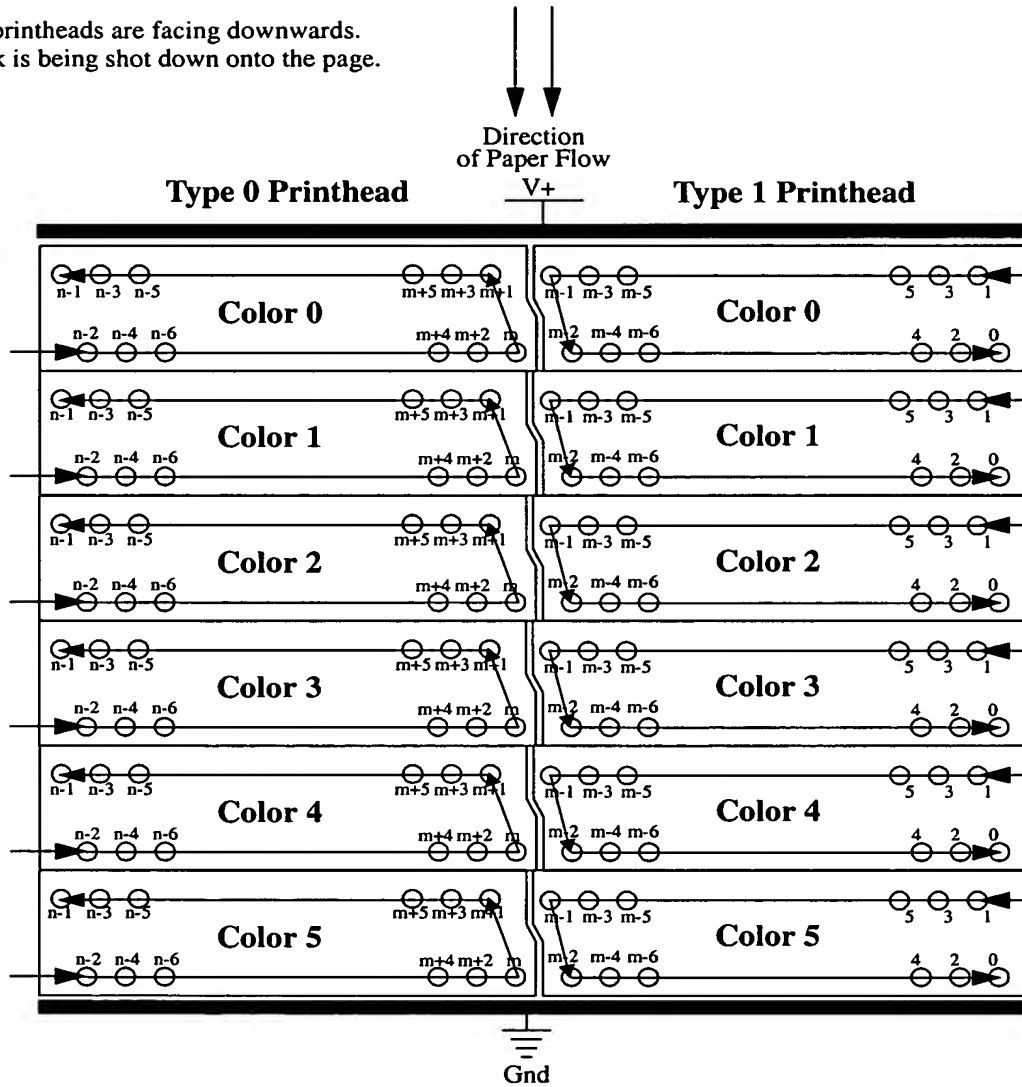 printheads are facing downwards.
is being shot down onto the page.
Direction
of Paper Flow
Type 0 Printhead V+ Type 1 Printhead
n-1 n-3 n-5 m+5 m+3 m+1 m-1 m-3 m-5 5 3 1
Color 0 Color 0
n-2 n-4 n-6 m+4 m+2 m m-2 m-4 m-6 4 2 0
n-1 n-3 n-5 m+5 m+3 m+1 m-1 m-3 m-5 5 3 1
Color 1 Color 1
n-2 n-4 n-6 m+4 m+2 m m-2 m-4 m-6 4 2 0
n-1 n-3 n-5 m+5 m+3 m+1 m-1 m-3 m-5 5 3 1
Color 2 Color 2
n-2 n-4 n-6 m+4 m+2 m m-2 m-4 m-6 4 2 0
n-1 n-3 n-5 m+5 m+3 m+1 m-1 m-3 m-5 5 3 1
Color 3 Color 3
n-2 n-4 n-6 m+4 m+2 m m-2 m-4 m-6 4 2 0
n-1 n-3 n-5 m+5 m+3 m+1 m-1 m-3 m-5 5 3 1
Color 4 Color 4
n-2 n-4 n-6 m+4 m+2 m m-2 m-4 m-6 4 2 0
n-1 n-3 n-5 m+5 m+3 m+1 m-1 m-3 m-5 5 3 1
Color 5 Color 5
n-2 n-4 n-6 m+4 m+2 m m-2 m-4 m-6 4 2 0
Gnd